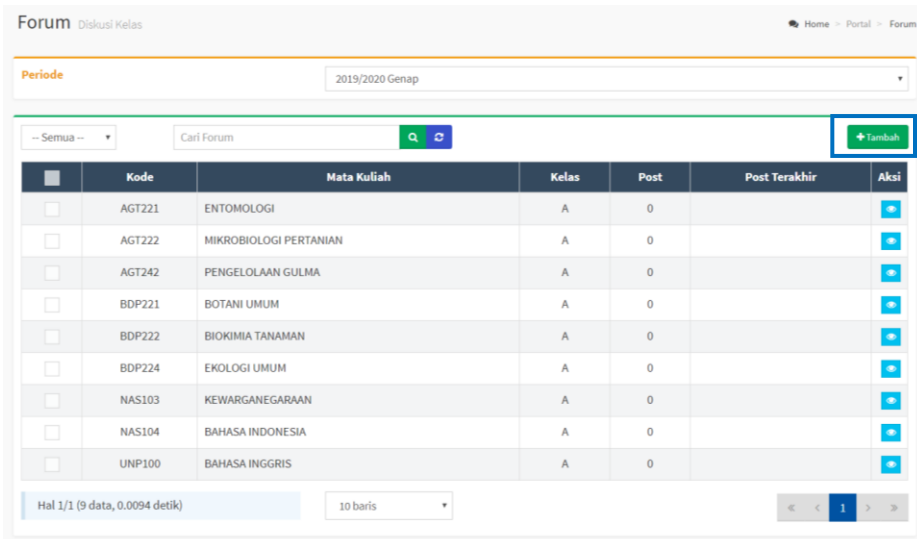 Forum Diskusi Kelas Home > Portal > Forum
Periode 2019/2020 Genap
-- Semua -- Cari Forum +Tambah
Kode Mata Kuliah Kelas Post Post Terakhir Aksi
AGT221 ENTOMOLOGI A 0
AGT222 MIKROBIOLOGI PERTANIAN A 0
AGT242 PENGELOLAAN GULMA A 0
BDP221 BOTANI UMUM A 0
BDP222 BIOKIMIA TANAMAN A 0
BDP224 EKOLOGI UMUM A 0
NAS103 KEWARGANEGARAAN A 0
NAS104 BAHASA INDONESIA A 0
UNP100 BAHASA INGGRIS A 0
Hal 1/1 (9 data, 0.0094 detik) 10 baris « < 1 > »